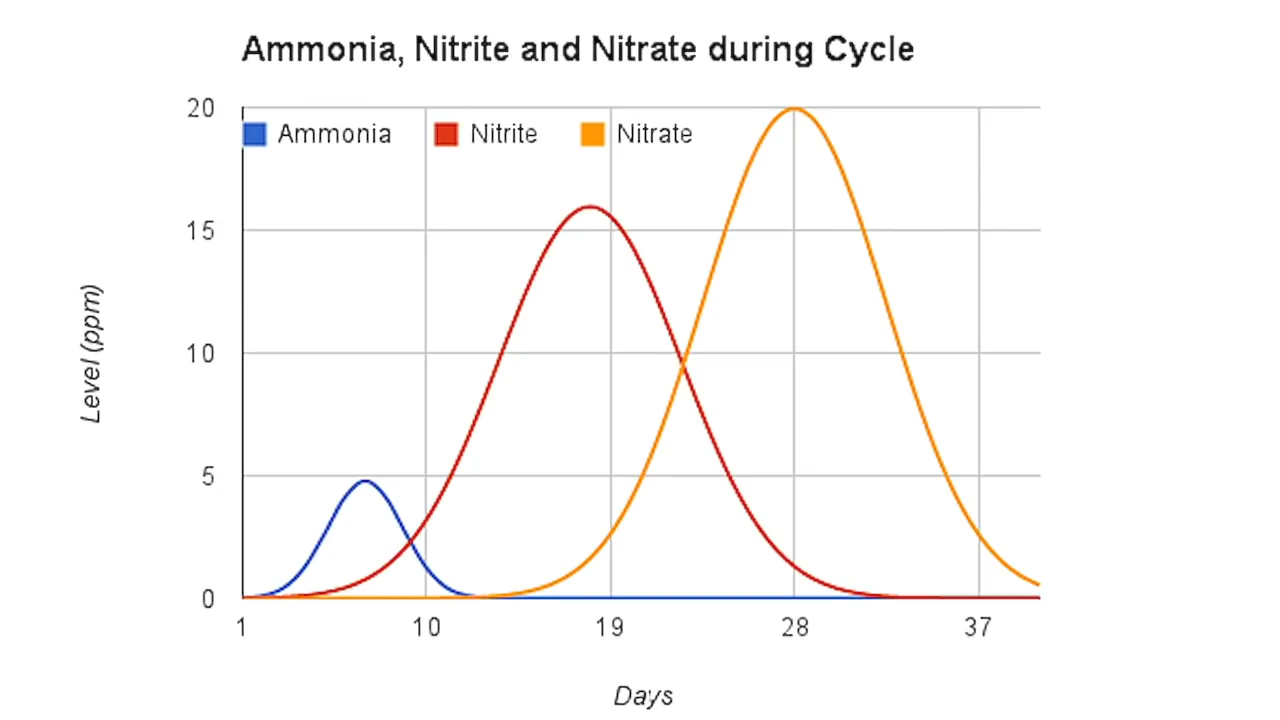 Ammonia, Nitrite and Nitrate during Cycle
20
Ammonia Nitrite Nitrate
15
Level (ppm)
10
5
0
1 10 19 28 37
Days